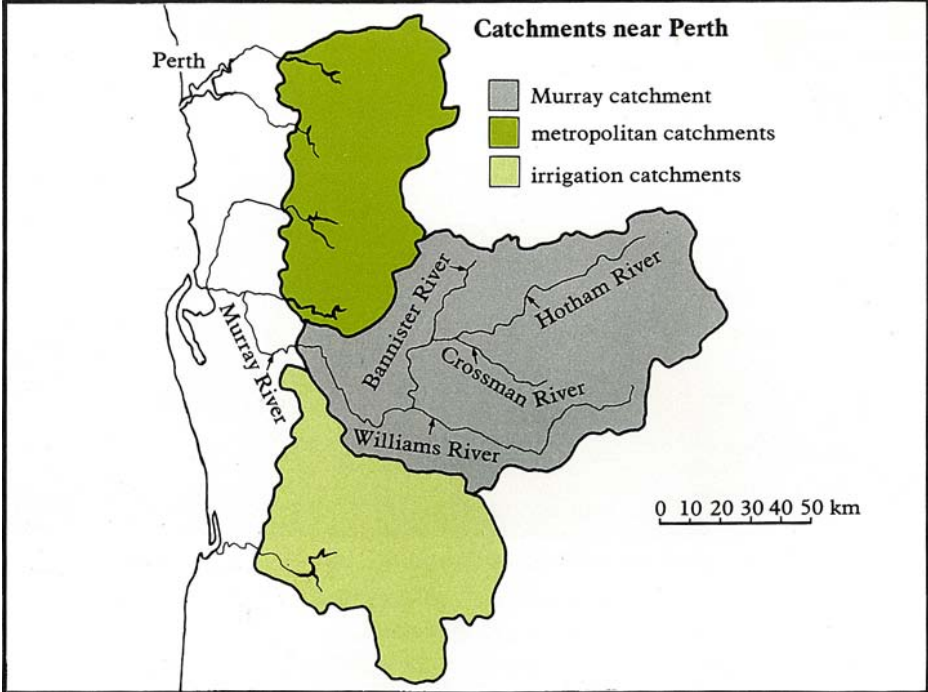 Catchments near Perth
Perth
Murray catchment
metropolitan catchments
irrigation catchments
Bannister River
Hotham River
Murray River
Crossman River
Williams River
0 10 20 30 40 50 km